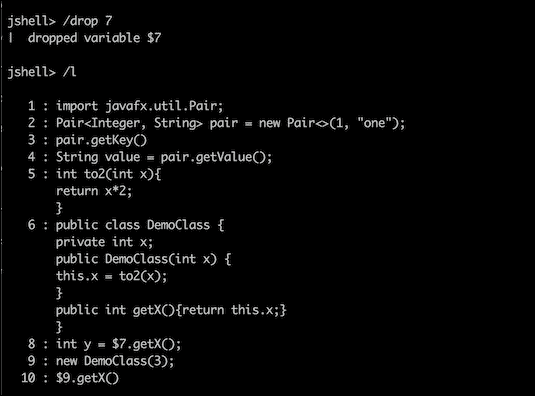 jshell> /drop 7
| dropped variable $7
jshell> /l
1 : import javafx.util.Pair;
2 : Pair<Integer, String> pair = new Pair<>(1, "one");
3 : pair.getKey()
4 : String value = pair.getValue();
5 : int to2(int x){
return x*2;
}
6 : public class DemoClass {
private int x;
public DemoClass(int x) {
this.x = to2(x);
}
public int getX(){return this.x;}
}
8 : int y = $7.getX();
9 : new DemoClass(3);
10 : $9.getX()